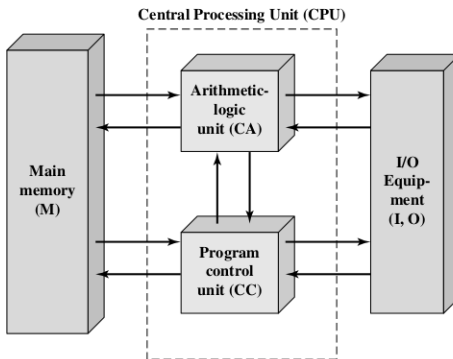 Central Processing Unit (CPU)
Main
memory
(M)
Arithmetic-
logic
unit (CA)
Program
control
unit (CC)
I/O
Equip-
ment
(I, O)